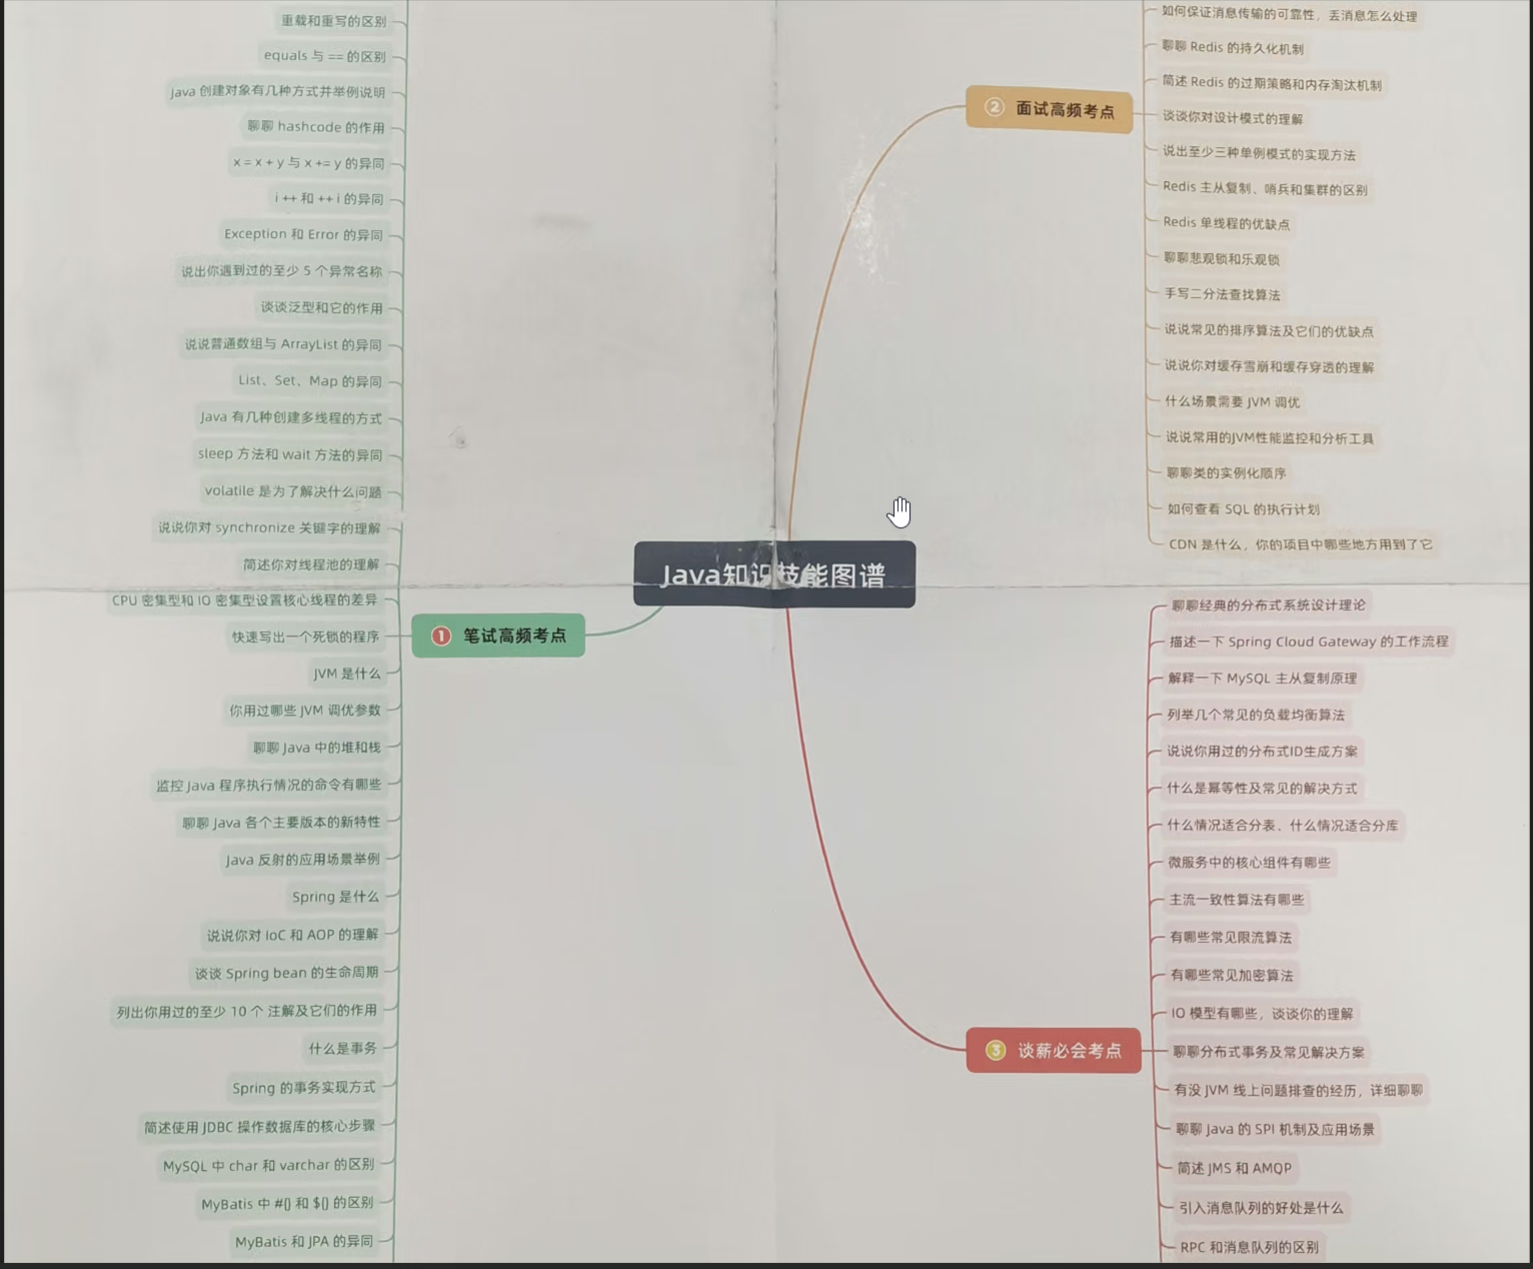 Java知识技能图谱
① 笔试高频考点
重载和重写的区别
equals 与 == 的区别
Java 创建对象有几种方式并举例说明
聊聊 hashcode 的作用
x = x + y 与 x += y 的异同
i ++ 和 ++ i 的异同
Exception 和 Error 的异同
说出你遇到过的至少 5 个异常名称
谈谈泛型和它的作用
说说普通数组与 ArrayList 的异同
List、Set、Map 的异同
Java 有几种创建多线程的方式
sleep 方法和 wait 方法的异同
volatile 是为了解决什么问题
说说你对 synchronize 关键字的理解
简述你对线程池的理解
CPU 密集型和 IO 密集型设置核心线程的差异
快速写出一个死锁的程序
JVM 是什么
你用过哪些 JVM 调优参数
聊聊 Java 中的堆和栈
监控 Java 程序执行情况的命令有哪些
聊聊 Java 各个主要版本的新特性
Java 反射的应用场景举例
Spring 是什么
说说你对 IoC 和 AOP 的理解
谈谈 Spring bean 的生命周期
列出你用过的至少 10 个 注解及它们的作用
什么是事务
Spring 的事务实现方式
简述使用 JDBC 操作数据库的核心步骤
MySQL 中 char 和 varchar 的区别
MyBatis 中 #{} 和 ${} 的区别
MyBatis 和 JPA 的异同
② 面试高频考点
如何保证消息传输的可靠性，丢消息怎么处理
聊聊 Redis 的持久化机制
简述 Redis 的过期策略和内存淘汰机制
谈谈你对设计模式的理解
说出至少三种单例模式的实现方法
Redis 主从复制、哨兵和集群的区别
Redis 单线程的优缺点
聊聊悲观锁和乐观锁
手写二分法查找算法
说说常见的排序算法及它们的优缺点
说说你对缓存雪崩和缓存穿透的理解
什么场景需要 JVM 调优
说说常用的JVM性能监控和分析工具
聊聊类的实例化顺序
如何查看 SQL 的执行计划
CDN 是什么，你的项目中哪些地方用到了它
③ 谈薪必会考点
聊聊经典的分布式系统设计理论
描述一下 Spring Cloud Gateway 的工作流程
解释一下 MySQL 主从复制原理
列举几个常见的负载均衡算法
说说你用过的分布式ID生成方案
什么是幂等性及常见的解决方式
什么情况适合分表、什么情况适合分库
微服务中的核心组件有哪些
主流一致性算法有哪些
有哪些常见限流算法
有哪些常见加密算法
IO 模型有哪些，谈谈你的理解
聊聊分布式事务及常见解决方案
有没 JVM 线上问题排查的经历，详细聊聊
聊聊 Java 的 SPI 机制及应用场景
简述 JMS 和 AMQP
引入消息队列的好处是什么
RPC 和消息队列的区别